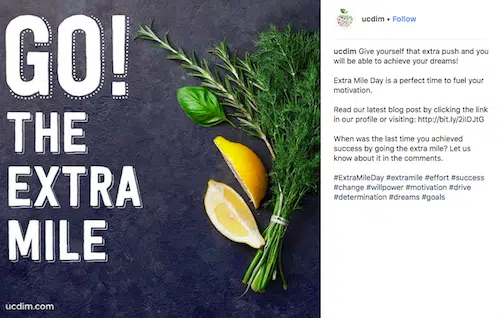 GO!
THE
EXTRA
MILE
ucdim.com
ucdim • Follow
ucdim Give yourself that extra push and you
will be able to achieve your dreams!
Extra Mile Day is a perfect time to fuel your
motivation.
Read our latest blog post by clicking the link
in our profile or visiting: http://bit.ly/2ilDJtG
When was the last time you achieved
success by going the extra mile? Let us
know about it in the comments.
#ExtraMileDay #extramile #effort #success
#change #willpower #motivation #drive
#determination #dreams #goals